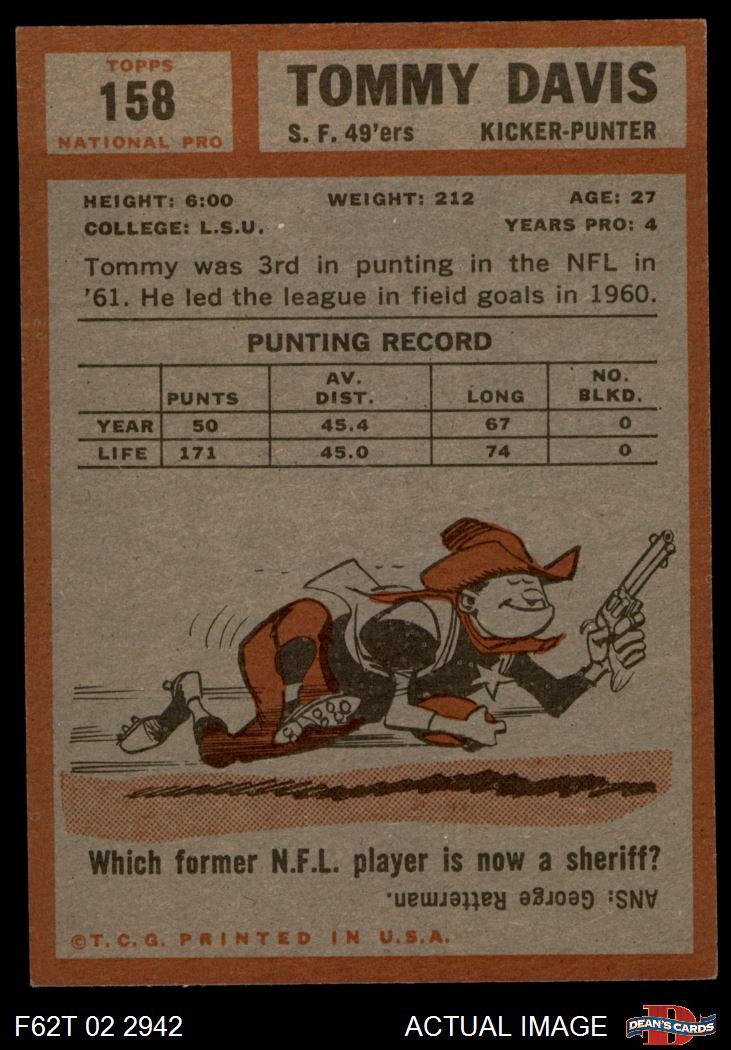 TOPPS
158
NATIONAL PRO
TOMMY DAVIS
S. F. 49'ers KICKER-PUNTER
HEIGHT: 6:00 WEIGHT: 212 AGE: 27
COLLEGE: L.S.U. YEARS PRO: 4
Tommy was 3rd in punting in the NFL in
'61. He led the league in field goals in 1960.
PUNTING RECORD
PUNTS AV. DIST. LONG NO. BLKD.
YEAR 50 45.4 67 0
LIFE 171 45.0 74 0
Which former N.F.L. player is now a sheriff?
ANS: George Ratterman.
©T.C.G. PRINTED IN U.S.A.
F62T 02 2942 ACTUAL IMAGE
D
DEAN'S CARDS